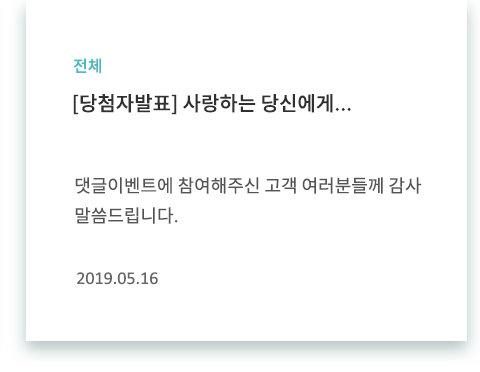 전체
[당첨자발표] 사랑하는 당신에게...
댓글이벤트에 참여해주신 고객 여러분들께 감사
말씀드립니다.
2019.05.16